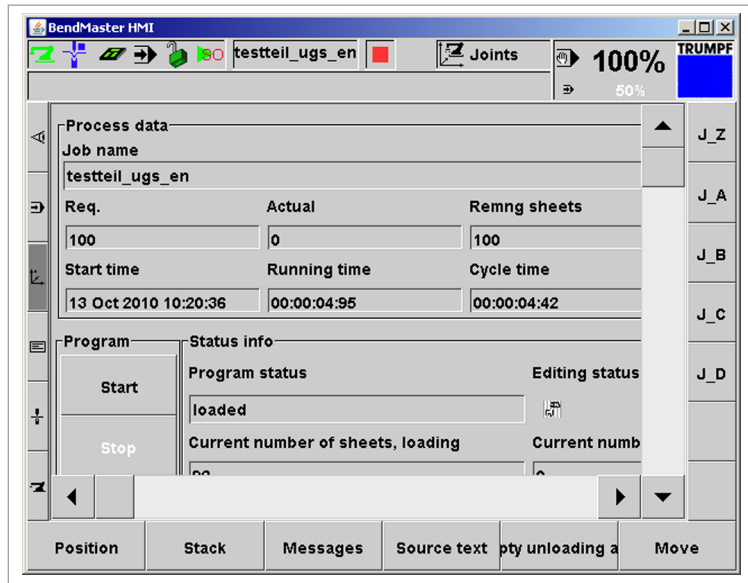 BendMaster HMI
SO testteil_ugs_en Joints 100% TRUMPF
50%
Process data
Job name
testteil_ugs_en
Req. Actual Remng sheets
100 0 100
Start time Running time Cycle time
13 Oct 2010 10:20:36 00:00:04:95 00:00:04:42
Program Status info
Start
Program status Editing status
loaded
Stop
Current number of sheets, loading Current numb
J_Z
J_A
J_B
J_C
J_D
Position Stack Messages Source text pty unloading a Move